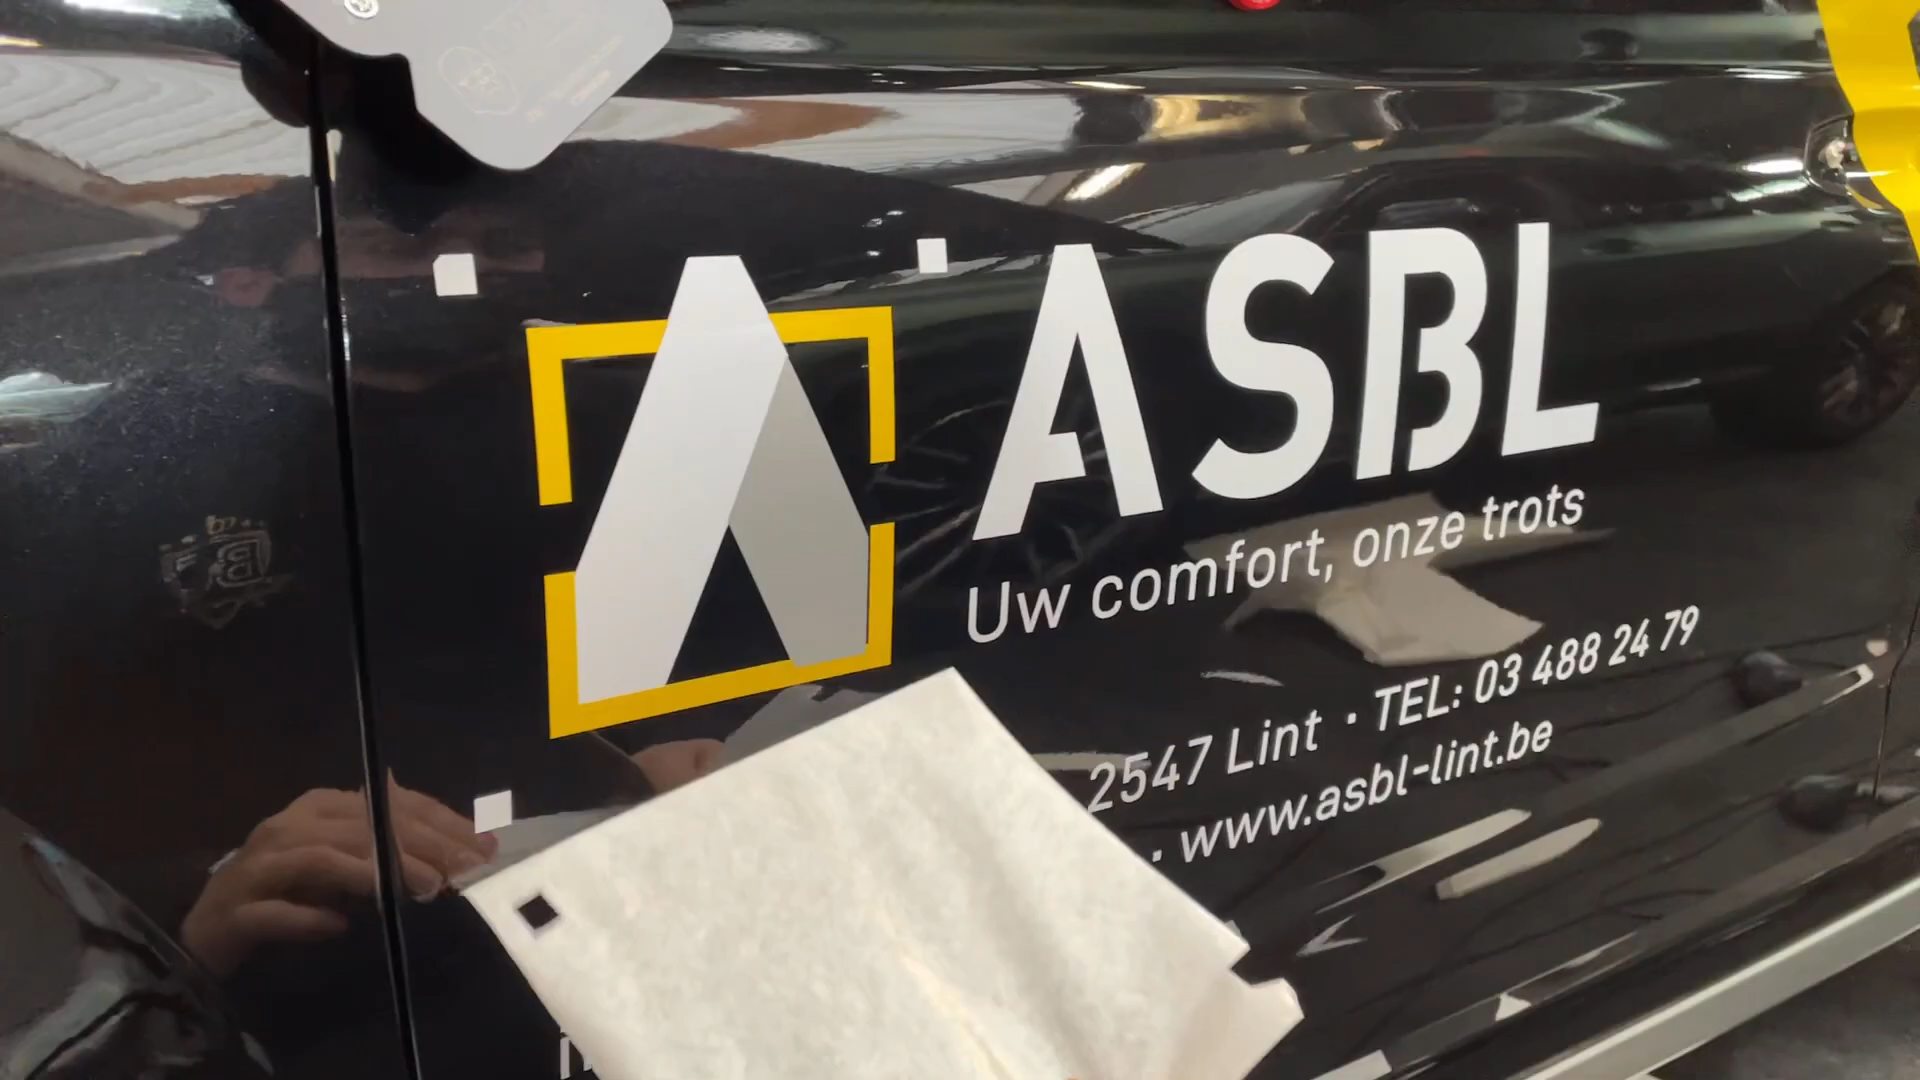 ASBL
Uw comfort, onze trots
2547 Lint · TEL: 03 488 24 79
· www.asbl-lint.be